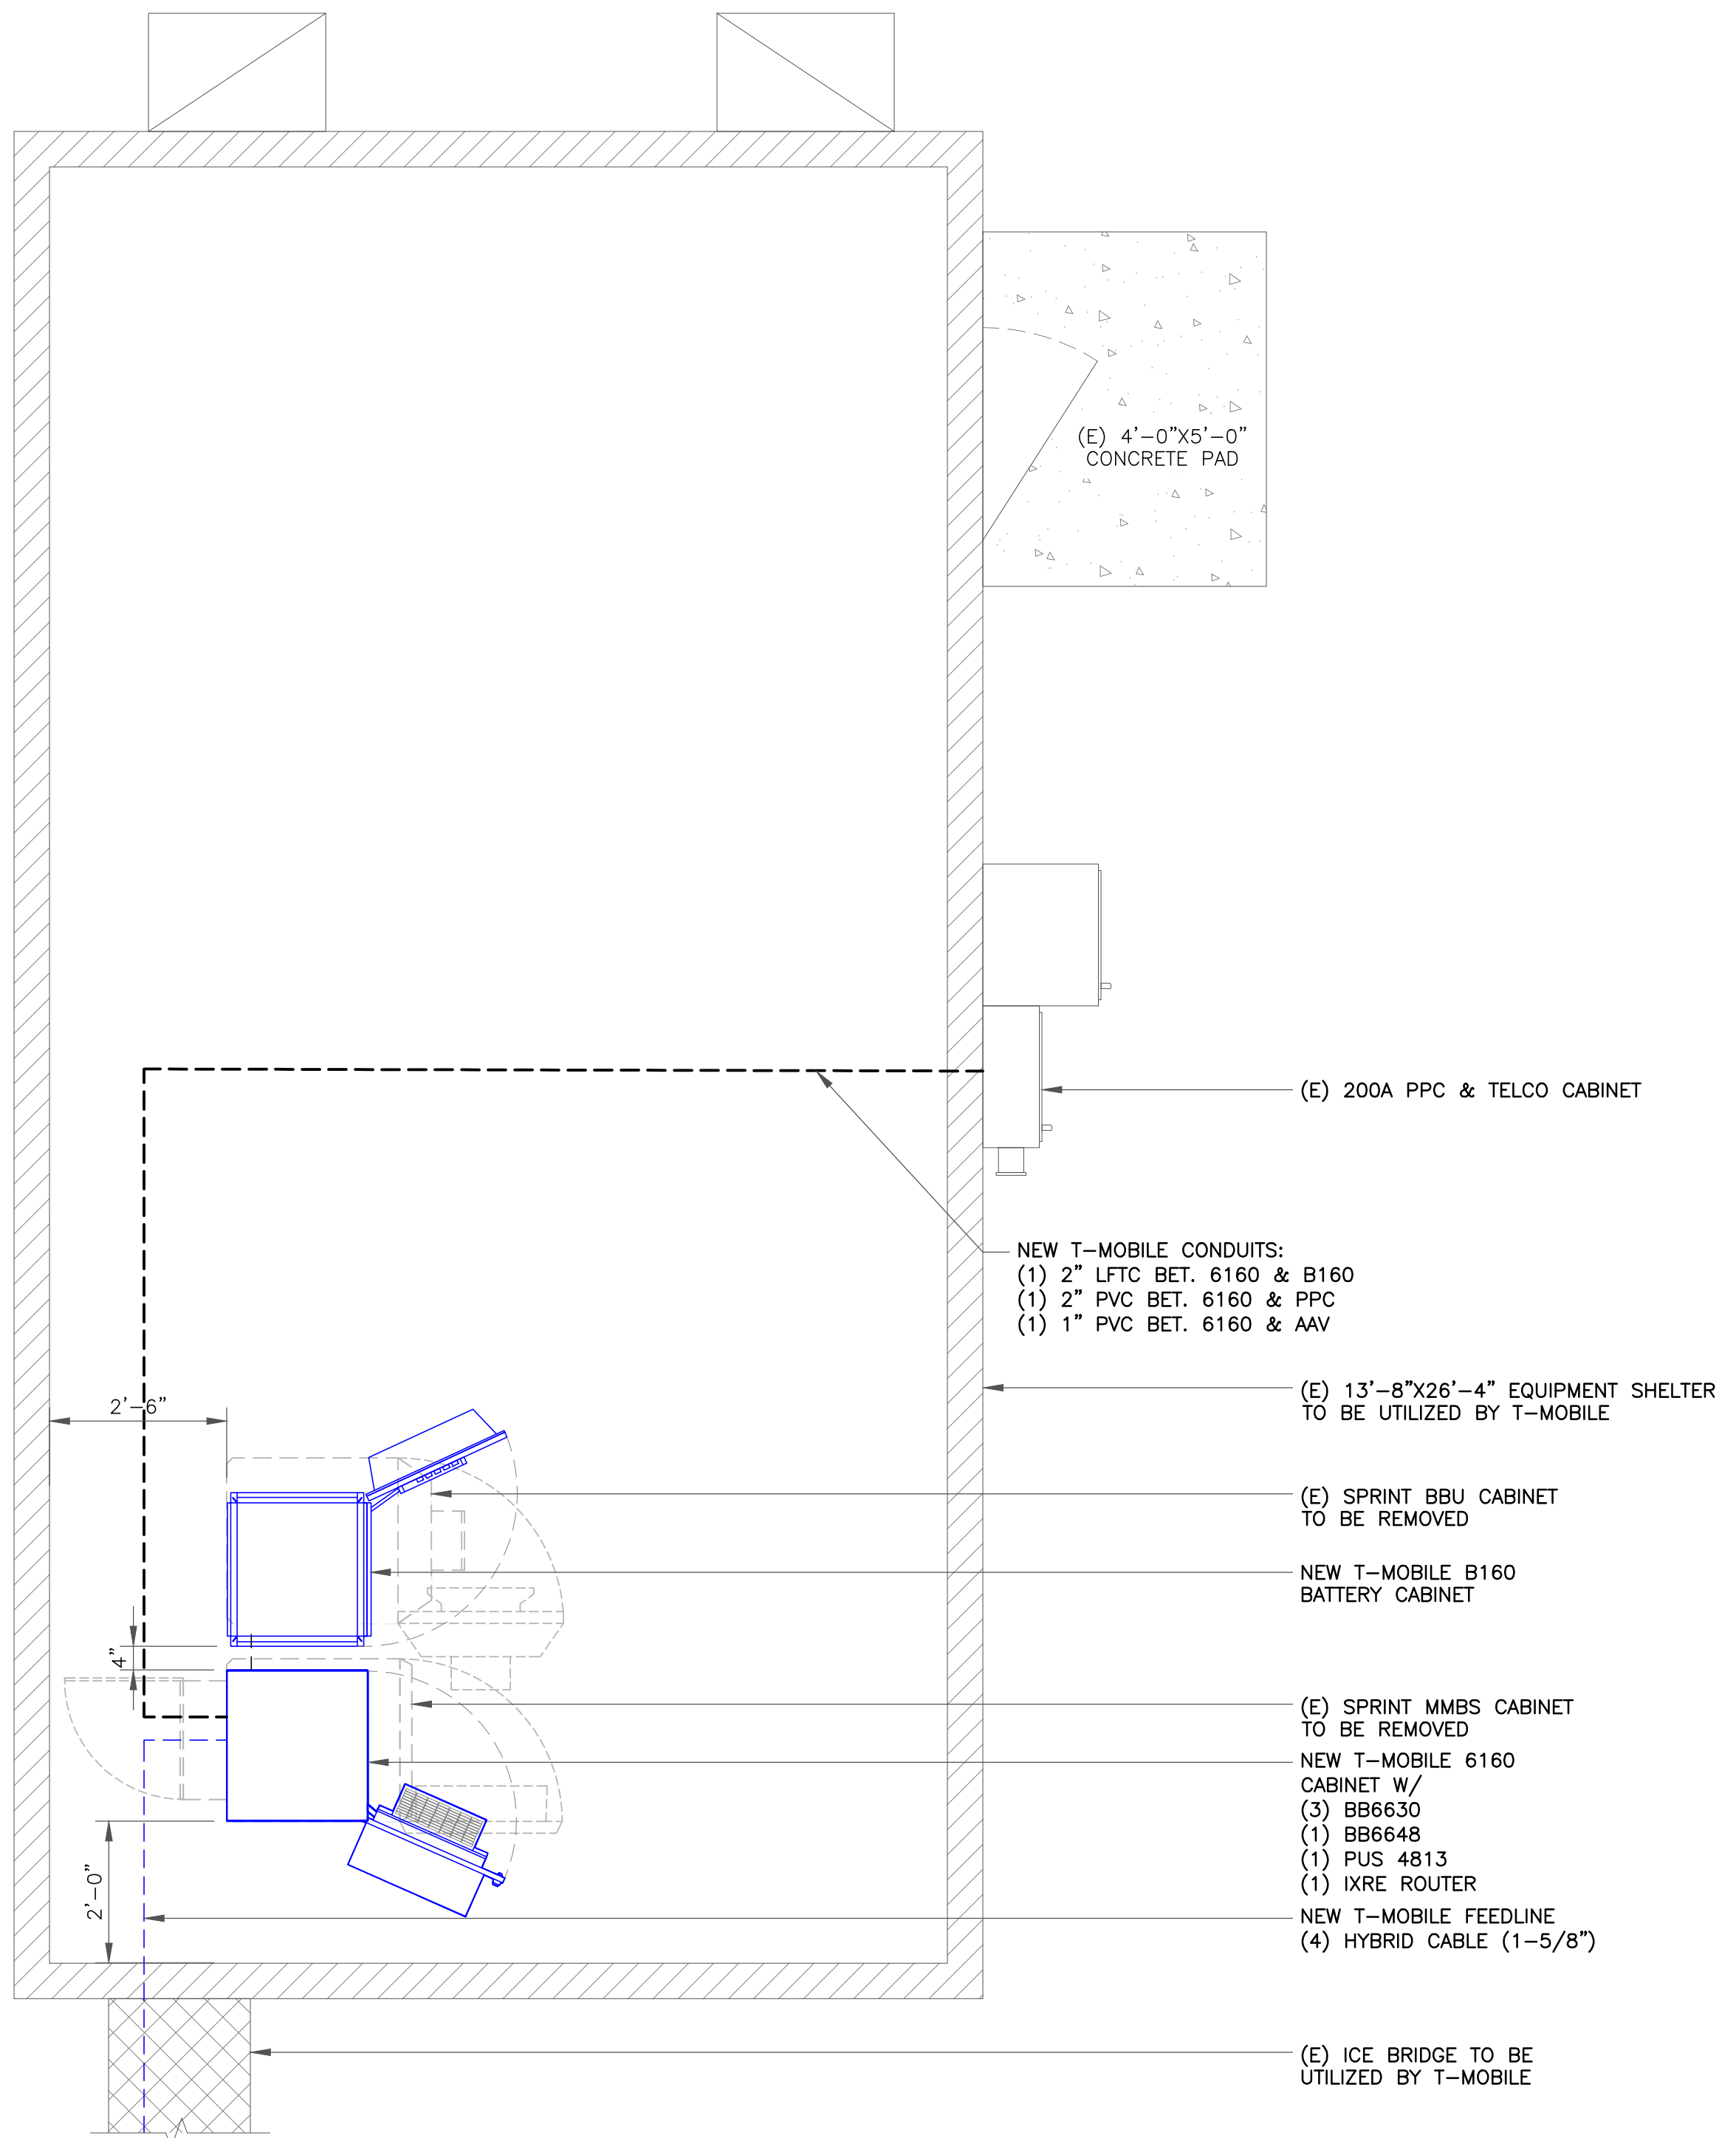 (E) 4'-0"X5'-0"
CONCRETE PAD
(E) 200A PPC & TELCO CABINET
NEW T-MOBILE CONDUITS:
(1) 2" LFTC BET. 6160 & B160
(1) 2" PVC BET. 6160 & PPC
(1) 1" PVC BET. 6160 & AAV
(E) 13'-8"X26'-4" EQUIPMENT SHELTER
TO BE UTILIZED BY T-MOBILE
2'-6"
(E) SPRINT BBU CABINET
TO BE REMOVED
NEW T-MOBILE B160
BATTERY CABINET
4"
(E) SPRINT MMBS CABINET
TO BE REMOVED
NEW T-MOBILE 6160
CABINET W/
(3) BB6630
(1) BB6648
(1) PUS 4813
(1) IXRE ROUTER
2'-0"
NEW T-MOBILE FEEDLINE
(4) HYBRID CABLE (1-5/8")
(E) ICE BRIDGE TO BE
UTILIZED BY T-MOBILE